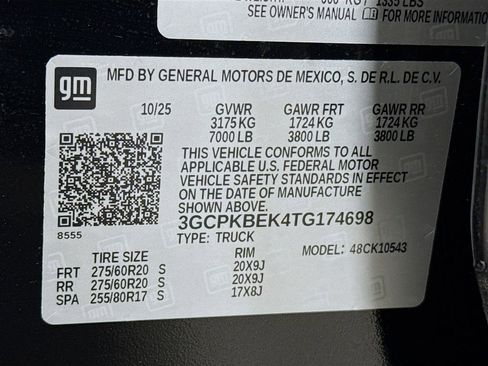 1335 LBS
SEE OWNER'S MANUAL FOR MORE INFORMATION
gm
MFD BY GENERAL MOTORS DE MEXICO, S. DE R.L. DE C.V.
10/25 GVWR GAWR FRT GAWR RR
3175 KG 1724 KG 1724 KG
7000 LB 3800 LB 3800 LB
THIS VEHICLE CONFORMS TO ALL
APPLICABLE U.S. FEDERAL MOTOR
VEHICLE SAFETY STANDARDS IN EFFECT
ON THE DATE OF MANUFACTURE SHOWN ABOVE.
8555
3GCPKBEK4TG174698
TYPE: TRUCK MODEL: 48CK10543
TIRE SIZE RIM
FRT 275/60R20 S 20X9J
RR 275/60R20 S 20X9J
SPA 255/80R17 S 17X8J